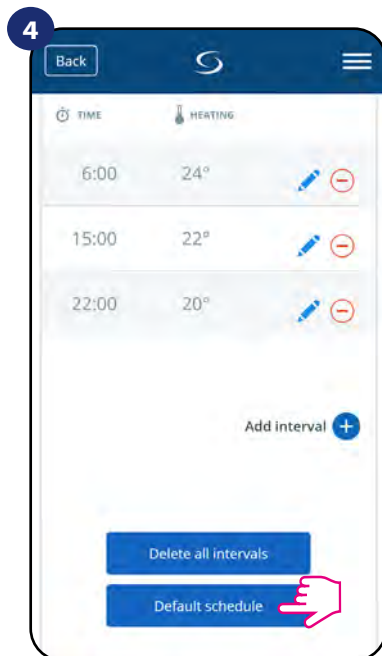 4
Back
TIME HEATING
6:00 24°
15:00 22°
22:00 20°
Add interval
Delete all intervals
Default schedule